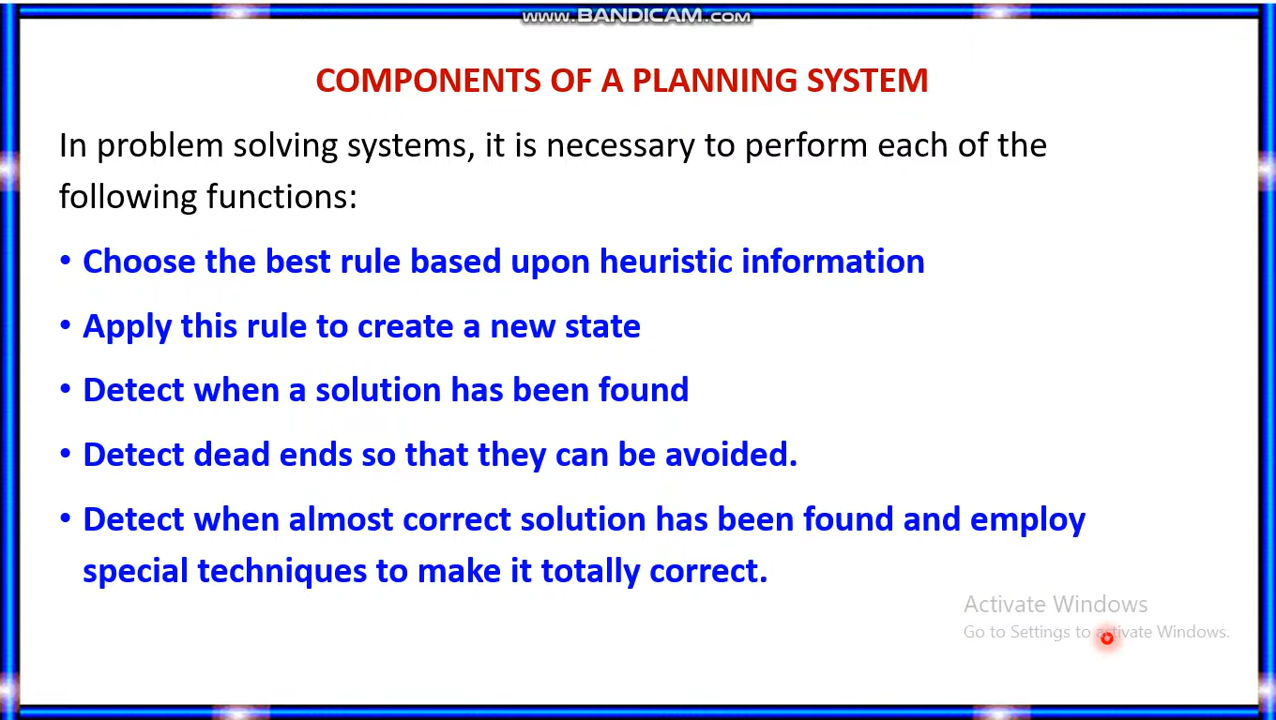 www.BANDICAM.com
COMPONENTS OF A PLANNING SYSTEM
In problem solving systems, it is necessary to perform each of the
following functions:
• Choose the best rule based upon heuristic information
• Apply this rule to create a new state
• Detect when a solution has been found
• Detect dead ends so that they can be avoided.
• Detect when almost correct solution has been found and employ
special techniques to make it totally correct.
Activate Windows
Go to Settings to activate Windows.